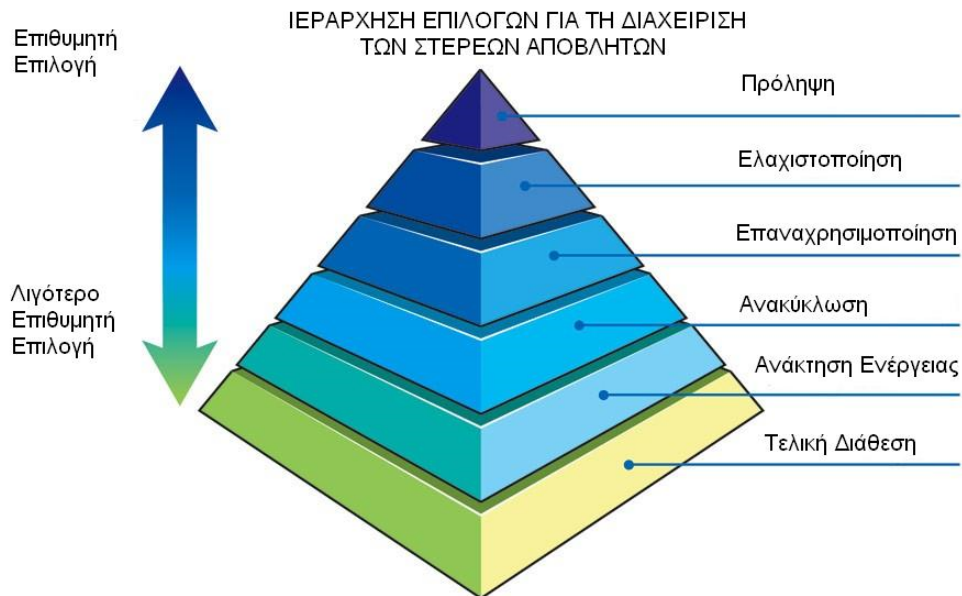 ΙΕΡΑΡΧΗΣΗ ΕΠΙΛΟΓΩΝ ΓΙΑ ΤΗ ΔΙΑΧΕΙΡΙΣΗ
ΤΩΝ ΣΤΕΡΕΩΝ ΑΠΟΒΛΗΤΩΝ
Επιθυμητή
Επιλογή
Πρόληψη
Ελαχιστοποίηση
Επαναχρησιμοποίηση
Λιγότερο
Επιθυμητή
Επιλογή
Ανακύκλωση
Ανάκτηση Ενέργειας
Τελική Διάθεση